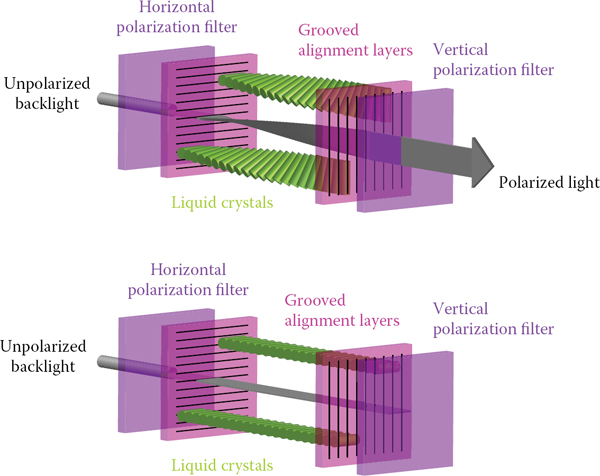 Horizontal
polarization filter
Grooved
alignment layers
Vertical
polarization filter
Unpolarized
backlight
Polarized light
Liquid crystals
Horizontal
polarization filter
Grooved
alignment layers
Vertical
polarization filter
Unpolarized
backlight
Liquid crystals